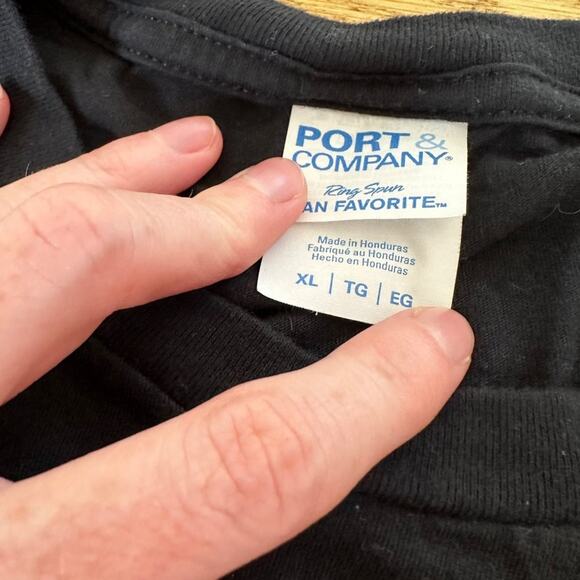 PORT &
COMPANY®
Ring Spun
AN FAVORITE™
Made in Honduras
Fabriqué au Honduras
Hecho en Honduras
XL | TG | EG